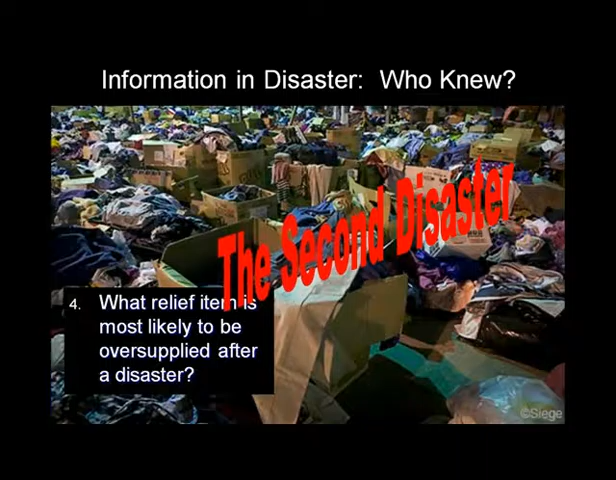 Information in Disaster: Who Knew?
The Second Disaster
4. What relief item is
most likely to be
oversupplied after
a disaster?
©Siege